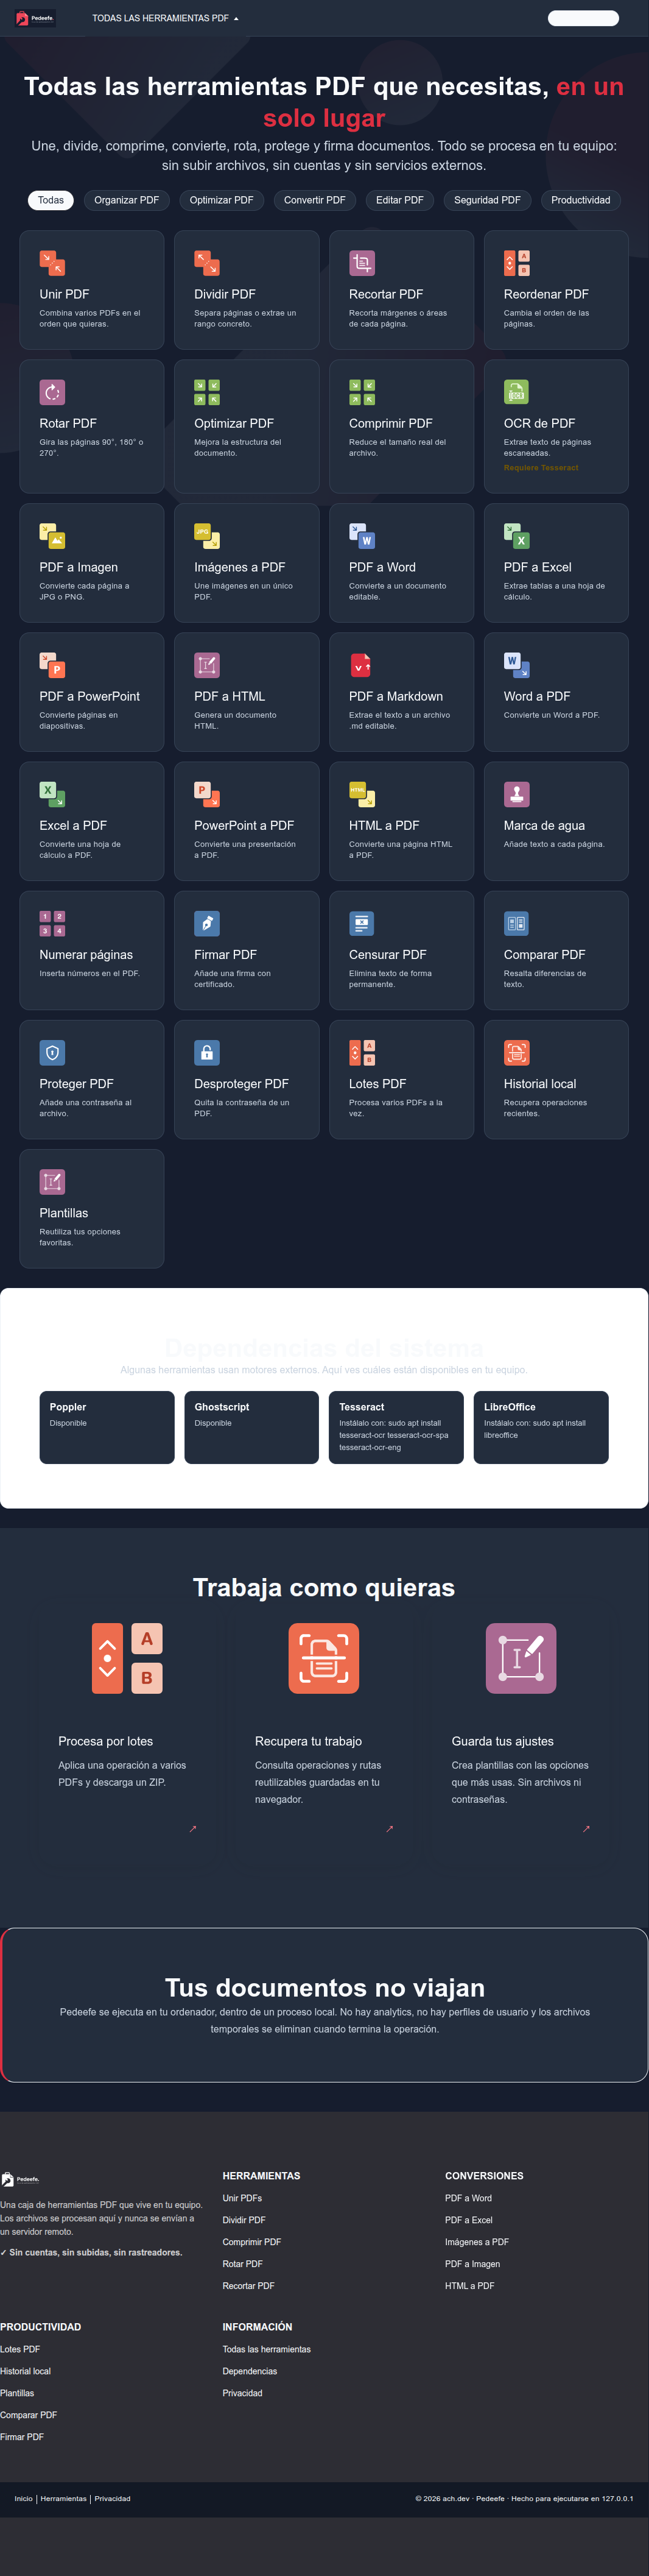 Pedeefe.
TODAS LAS HERRAMIENTAS PDF
Todas las herramientas PDF que necesitas, en un
solo lugar
Une, divide, comprime, convierte, rota, protege y firma documentos. Todo se procesa en tu equipo:
sin subir archivos, sin cuentas y sin servicios externos.
Todas Organizar PDF Optimizar PDF Convertir PDF Editar PDF Seguridad PDF Productividad
Unir PDF
Combina varios PDFs en el
orden que quieras.
Dividir PDF
Separa páginas o extrae un
rango concreto.
Recortar PDF
Recorta márgenes o áreas
de cada página.
A
B
Reordenar PDF
Cambia el orden de las
páginas.
Rotar PDF
Gira las páginas 90°, 180° o
270°.
Optimizar PDF
Mejora la estructura del
documento.
Comprimir PDF
Reduce el tamaño real del
archivo.
OCR
OCR de PDF
Extrae texto de páginas
escaneadas.
Requiere Tesseract
PDF a Imagen
Convierte cada página a
JPG o PNG.
JPG
Imágenes a PDF
Une imágenes en un único
PDF.
W
PDF a Word
Convierte a un documento
editable.
X
PDF a Excel
Extrae tablas a una hoja de
cálculo.
P
PDF a PowerPoint
Convierte páginas en
diapositivas.
PDF a HTML
Genera un documento
HTML.
PDF a Markdown
Extrae el texto a un archivo
.md editable.
W
Word a PDF
Convierte un Word a PDF.
X
Excel a PDF
Convierte una hoja de
cálculo a PDF.
P
PowerPoint a PDF
Convierte una presentación
a PDF.
HTML
HTML a PDF
Convierte una página HTML
a PDF.
Marca de agua
Añade texto a cada página.
1 2
3 4
Numerar páginas
Inserta números en el PDF.
Firmar PDF
Añade una firma con
certificado.
Censurar PDF
Elimina texto de forma
permanente.
Comparar PDF
Resalta diferencias de
texto.
Proteger PDF
Añade una contraseña al
archivo.
Desproteger PDF
Quita la contraseña de un
PDF.
A
B
Lotes PDF
Procesa varios PDFs a la
vez.
Historial local
Recupera operaciones
recientes.
Plantillas
Reutiliza tus opciones
favoritas.
Dependencias del sistema
Algunas herramientas usan motores externos. Aquí ves cuáles están disponibles en tu equipo.
Poppler
Disponible
Ghostscript
Disponible
Tesseract
Instálalo con: sudo apt install
tesseract-ocr tesseract-ocr-spa
tesseract-ocr-eng
LibreOffice
Instálalo con: sudo apt install
libreoffice
Trabaja como quieras
A
B
Procesa por lotes
Aplica una operación a varios
PDFs y descarga un ZIP.
Recupera tu trabajo
Consulta operaciones y rutas
reutilizables guardadas en tu
navegador.
Guarda tus ajustes
Crea plantillas con las opciones
que más usas. Sin archivos ni
contraseñas.
Tus documentos no viajan
Pedeefe se ejecuta en tu ordenador, dentro de un proceso local. No hay analytics, no hay perfiles de usuario y los archivos
temporales se eliminan cuando termina la operación.
Pedeefe.
Una caja de herramientas PDF que vive en tu equipo.
Los archivos se procesan aquí y nunca se envían a
un servidor remoto.
✓ Sin cuentas, sin subidas, sin rastreadores.
HERRAMIENTAS
Unir PDFs
Dividir PDF
Comprimir PDF
Rotar PDF
Recortar PDF
CONVERSIONES
PDF a Word
PDF a Excel
Imágenes a PDF
PDF a Imagen
HTML a PDF
PRODUCTIVIDAD
Lotes PDF
Historial local
Plantillas
Comparar PDF
Firmar PDF
INFORMACIÓN
Todas las herramientas
Dependencias
Privacidad
Inicio | Herramientas | Privacidad
© 2026 ach.dev · Pedeefe · Hecho para ejecutarse en 127.0.0.1